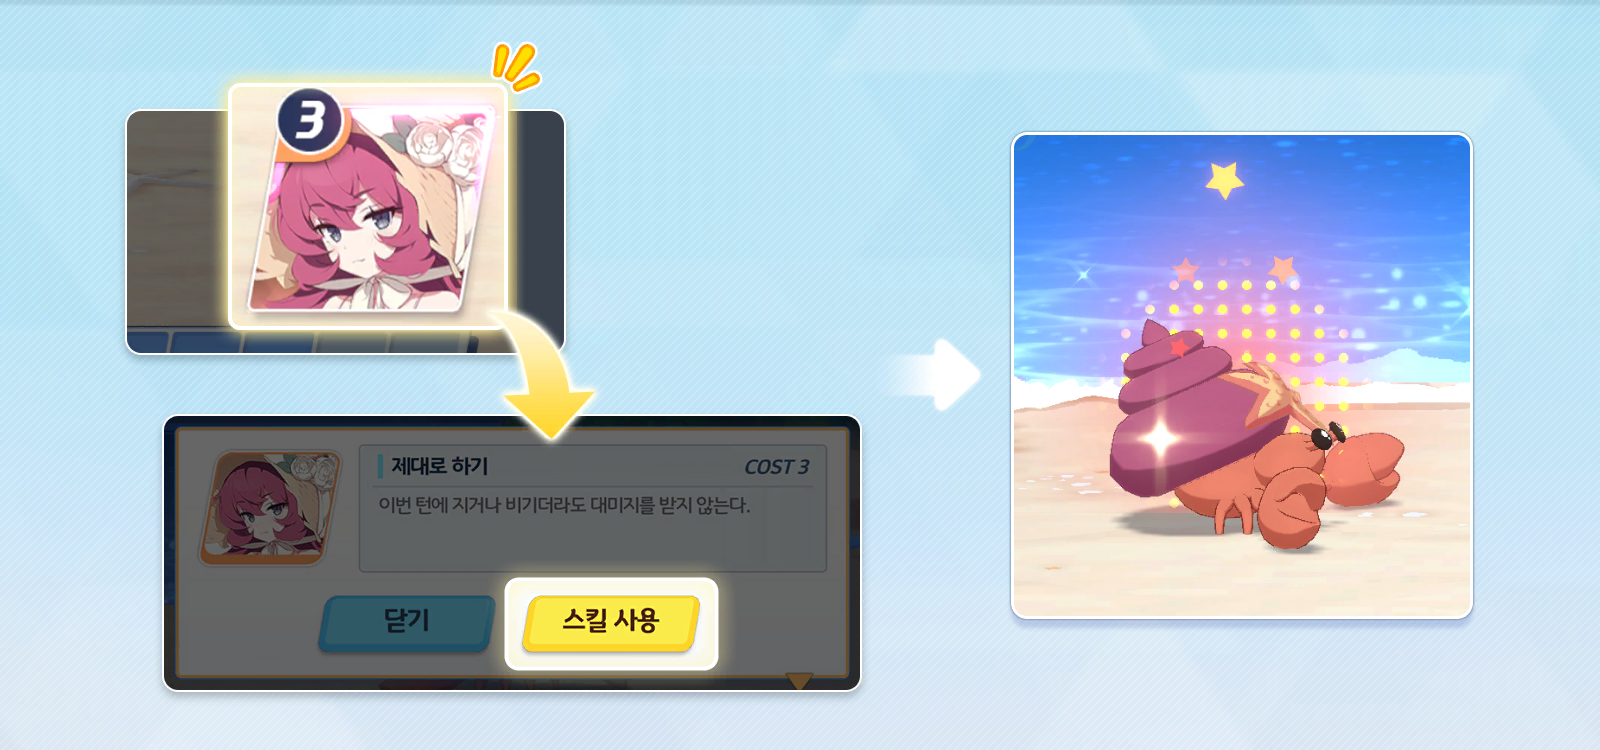 3
제대로 하기
COST 3
이번 턴에 지거나 비기더라도 대미지를 받지 않는다.
닫기
스킬 사용